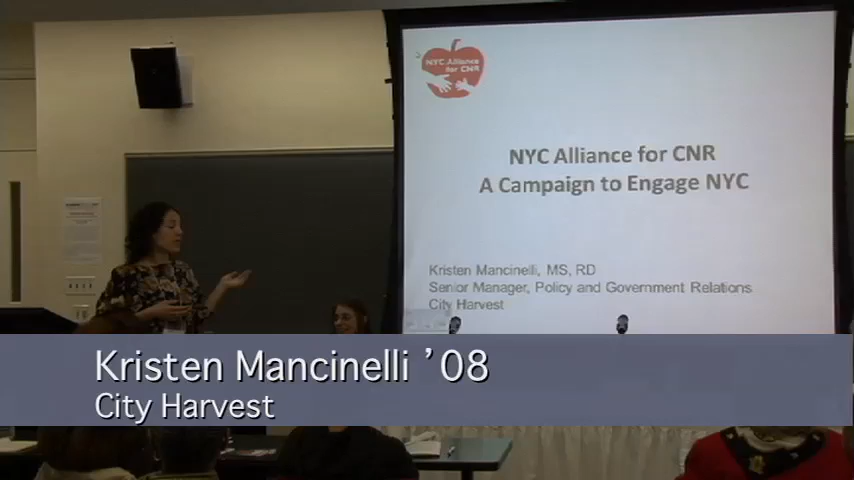 NYC Alliance
for CNR
NYC Alliance for CNR
A Campaign to Engage NYC
Kristen Mancinelli, MS, RD
Senior Manager, Policy and Government Relations
City Harvest
Kristen Mancinelli ’08
City Harvest